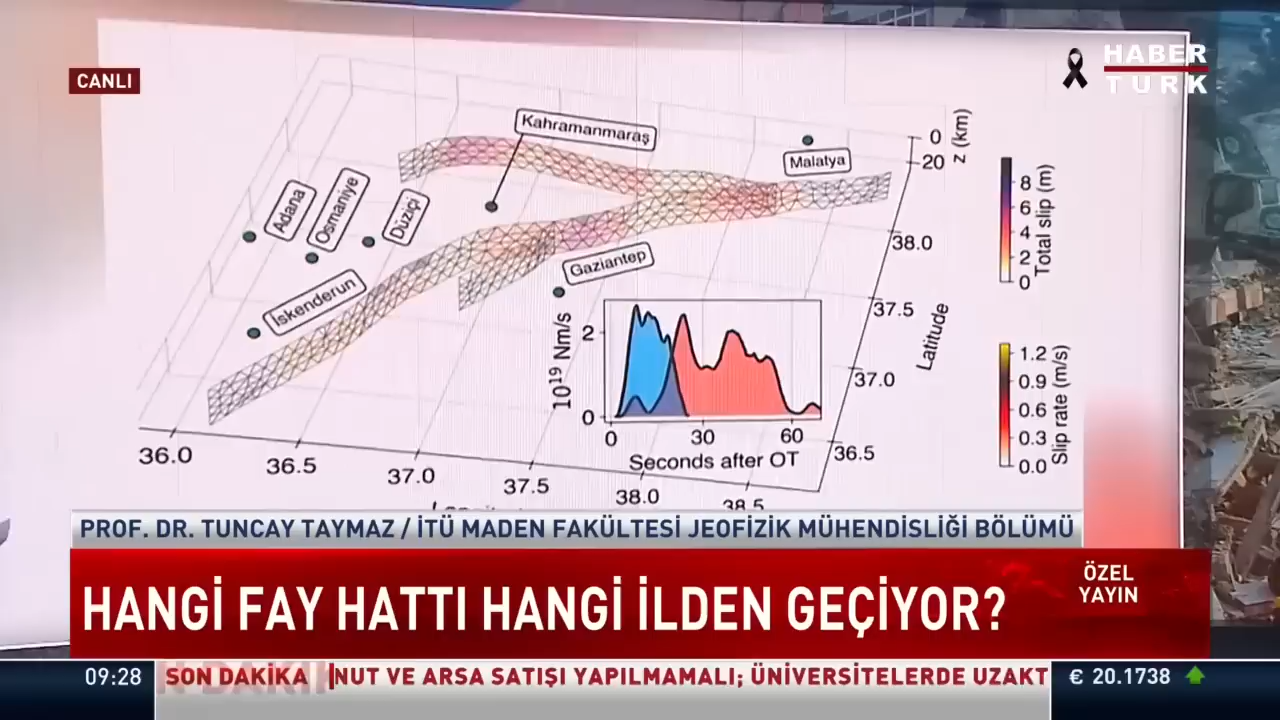 CANLI
HABER
TURK
Kahramanmaraş
Malatya
Adana
Osmaniye
Düziçi
İskenderun
Gaziantep
0
20
z (km)
38.0
37.5
37.0
36.5
Latitude
36.0
36.5
37.0
37.5
38.0
38.5
8
6
4
2
0
Total slip (m)
1.2
0.9
0.6
0.3
0.0
Slip rate (m/s)
10¹⁹ Nm/s
2
0
0
30
60
Seconds after OT
PROF. DR. TUNCAY TAYMAZ / İTÜ MADEN FAKÜLTESİ JEOFİZİK MÜHENDİSLİĞİ BÖLÜMÜ
HANGİ FAY HATTI HANGİ İLDEN GEÇİYOR?
ÖZEL
YAYIN
09:28
SON DAKİKA
NUT VE ARSA SATIŞI YAPILMAMALI; ÜNİVERSİTELERDE UZAKT
€ 20.1738